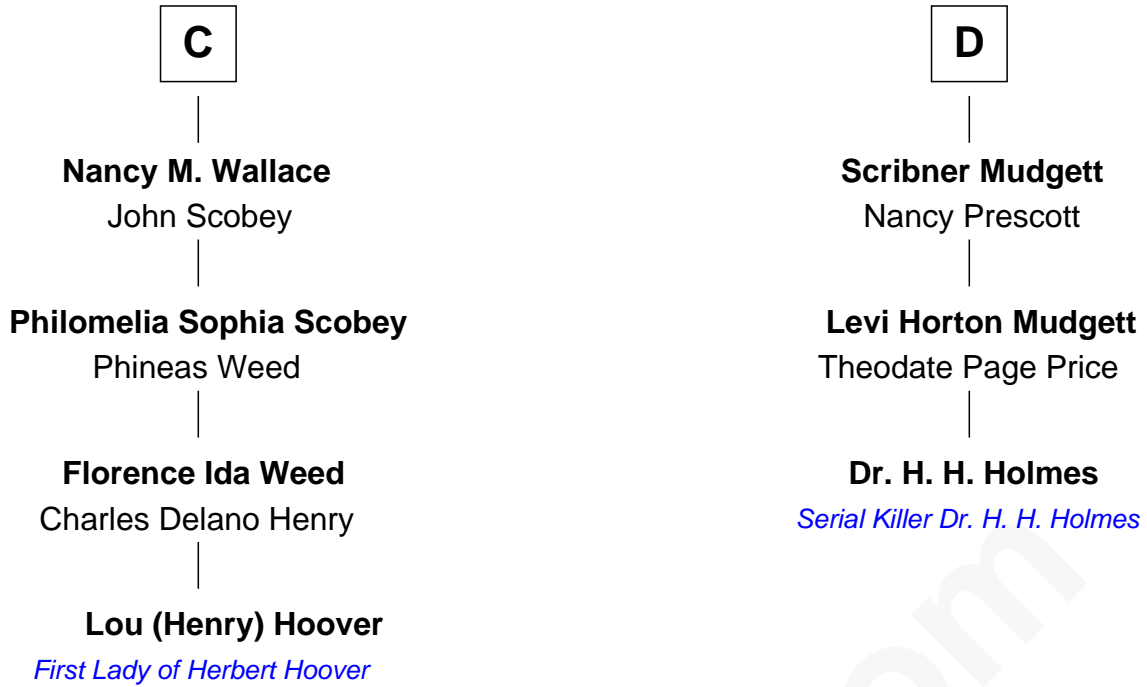 C
Nancy M. Wallace
John Scobey
Philomelia Sophia Scobey
Phineas Weed
Florence Ida Weed
Charles Delano Henry
Lou (Henry) Hoover
First Lady of Herbert Hoover
D
Scribner Mudgett
Nancy Prescott
Levi Horton Mudgett
Theodate Page Price
Dr. H. H. Holmes
Serial Killer Dr. H. H. Holmes
om